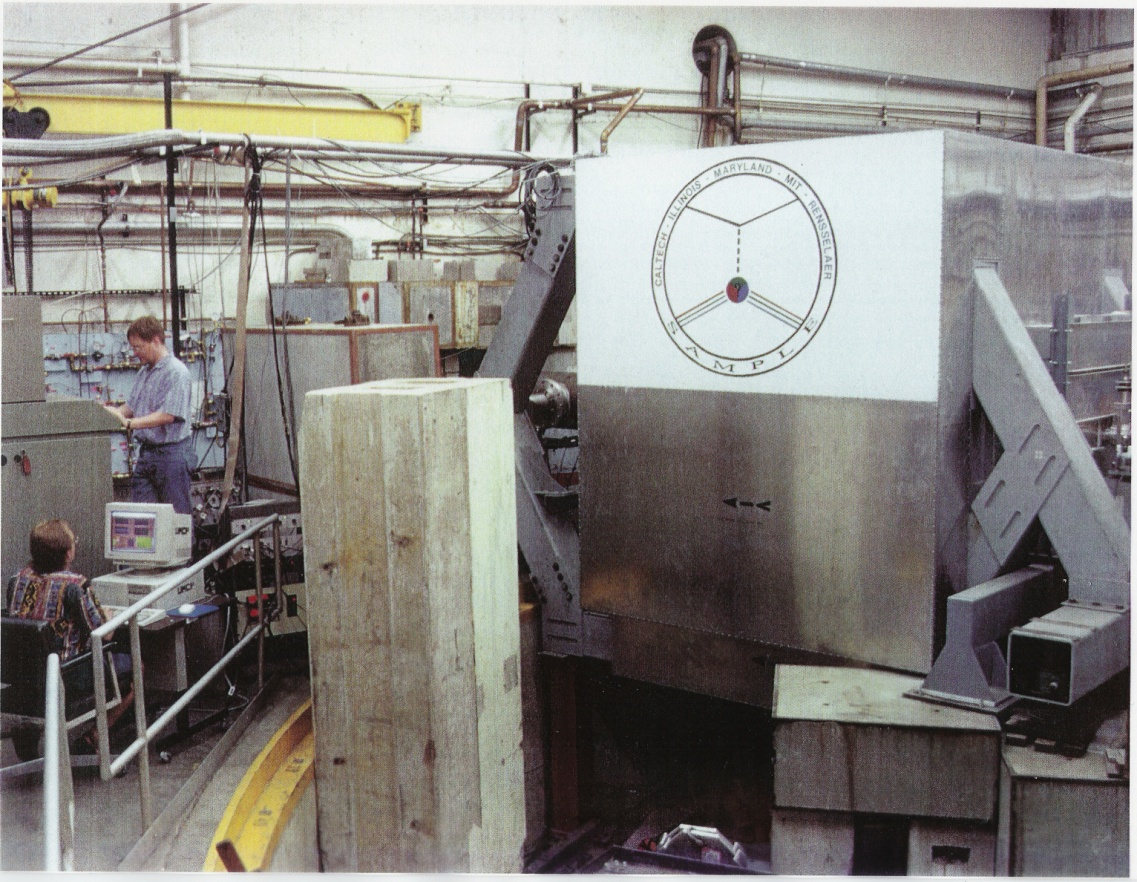 CALTECH - ILLINOIS - MARYLAND - MIT - RENSSELAER
?
SAMPLE